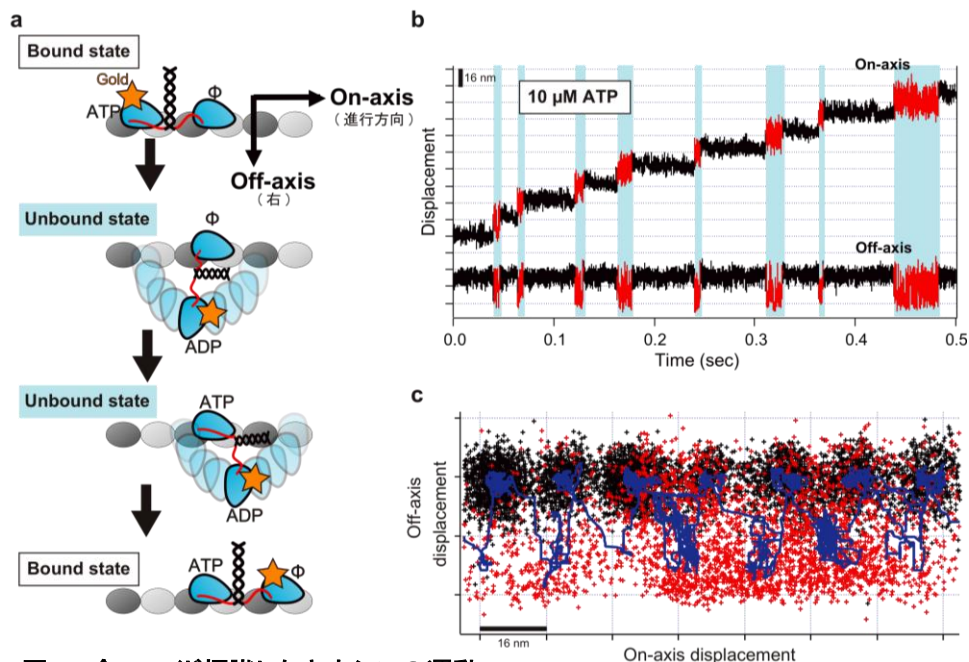 a
Bound state
Gold
ATP
Φ
On-axis
(進行方向)
Off-axis
(右)
Unbound state
Φ
ADP
Unbound state
ATP
ADP
Bound state
ATP
Φ
b
16 nm
10 µM ATP
On-axis
Off-axis
Displacement
0.0 0.1 0.2 0.3 0.4 0.5
Time (sec)
c
Off-axis
displacement
16 nm
On-axis displacement